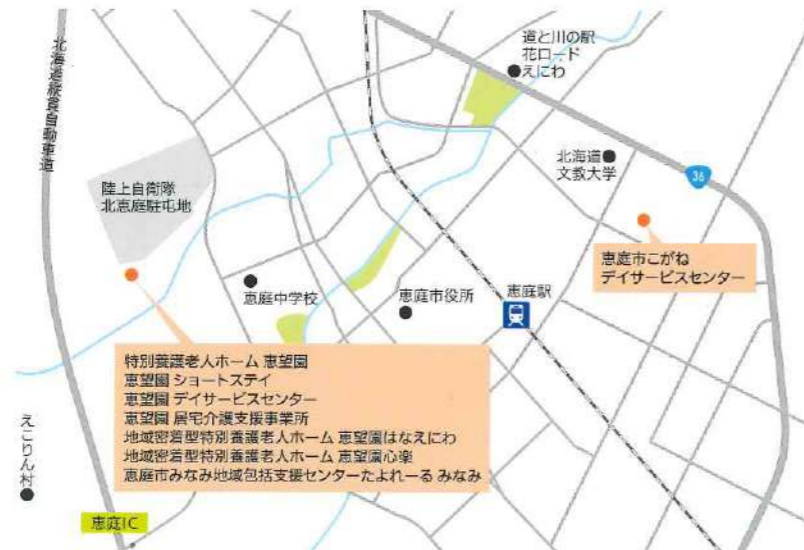 北海道縦貫自動車道
道と川の駅
花ロード
えにわ
北海道
文教大学
36
陸上自衛隊
北恵庭駐屯地
恵庭市こがね
デイサービスセンター
恵庭中学校
恵庭市役所
恵庭駅
特別養護老人ホーム 恵望園
恵望園 ショートステイ
恵望園 デイサービスセンター
恵望園 居宅介護支援事業所
地域密着型特別養護老人ホーム 恵望園はなえにわ
地域密着型特別養護老人ホーム 恵望園心楽
恵庭市みなみ地域包括支援センターたよれーる みなみ
えこりん村
恵庭IC